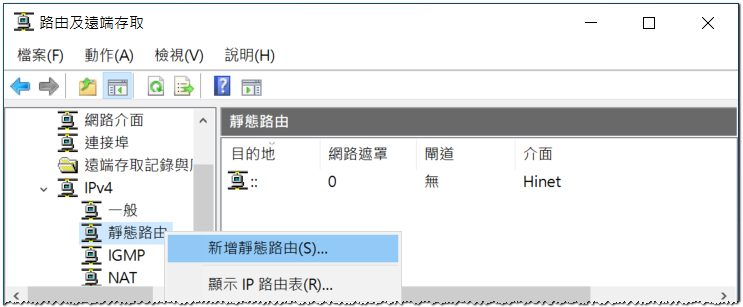 路由及遠端存取
檔案(F) 動作(A) 檢視(V) 說明(H)
網路介面
連接埠
遠端存取記錄與
IPv4
一般
靜態路由
IGMP
NAT
靜態路由
目的地 網路遮罩 閘道 介面
:: 0 無 Hinet
新增靜態路由(S)...
顯示 IP 路由表(R)...